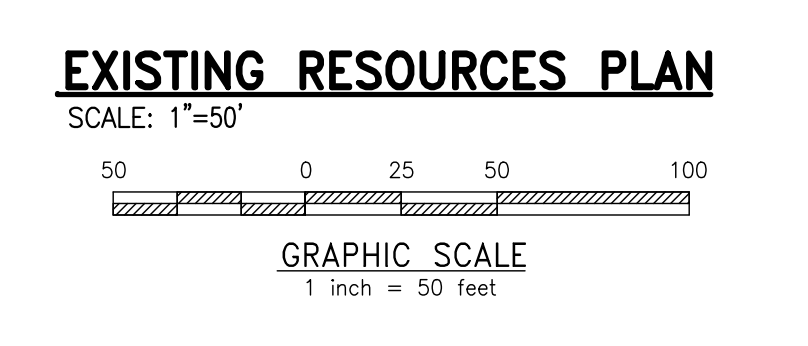 EXISTING RESOURCES PLAN
SCALE: 1"=50'
50 0 25 50 100
GRAPHIC SCALE
1 inch = 50 feet